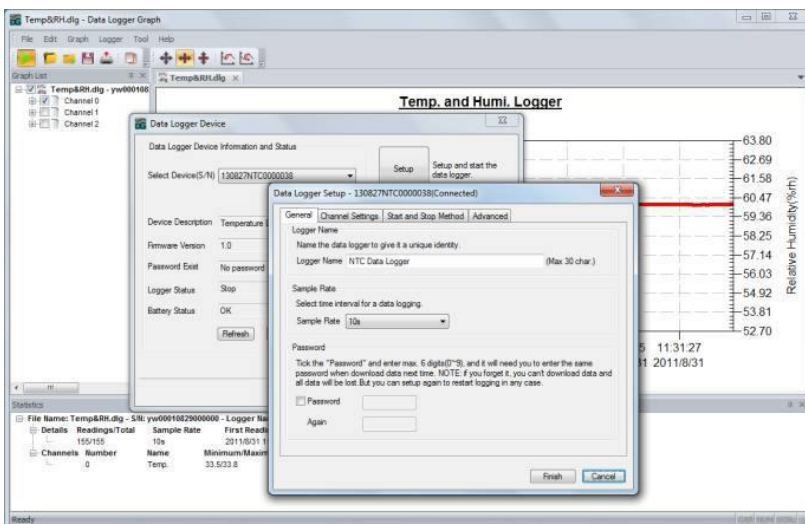 Temp&RH.dlg - Data Logger Graph
File Edit Graph Logger Tool Help
Graph List
Temp&RH.dlg
Temp&RH.dlg - yw000108
Channel 0
Channel 1
Channel 2
Temp. and Humi. Logger
63.80
62.69
61.58
60.47
59.36
58.25
57.14
56.03
54.92
53.81
52.70
Relative Humidity(%rh)
11:31:27
2011/8/31
Data Logger Device
Data Logger Device Information and Status
Select Device(S/N) 130827NTC0000038
Setup
Setup and start the
data logger.
Device Description Temperature
Firmware Version 1.0
Password Exist No password
Logger Status Stop
Battery Status OK
Refresh
Data Logger Setup - 130827NTC0000038(Connected)
General Channel Settings Start and Stop Method Advanced
Logger Name
Name the data logger to give it a unique identity.
Logger Name NTC Data Logger (Max 30 char.)
Sample Rate
Select time interval for a data logging.
Sample Rate 10s
Password
Tick the "Password" and enter max. 6 digits(0~9), and it will need you to enter the same
password when download data next time. NOTE: if you forget it, you can't download data and
all data will be lost.But you can setup again to restart logging in any case.
Password
Again
Finish Cancel
Statistics
File Name: Temp&RH.dlg - S/N: yw00010829000000 - Logger Na
Details Readings/Total Sample Rate First Readi
155/155 10s 2011/8/31 1
Channels Number Name Minimum/Maxim
0 Temp. 33.5/33.8
Ready
CAP NUM SCRL